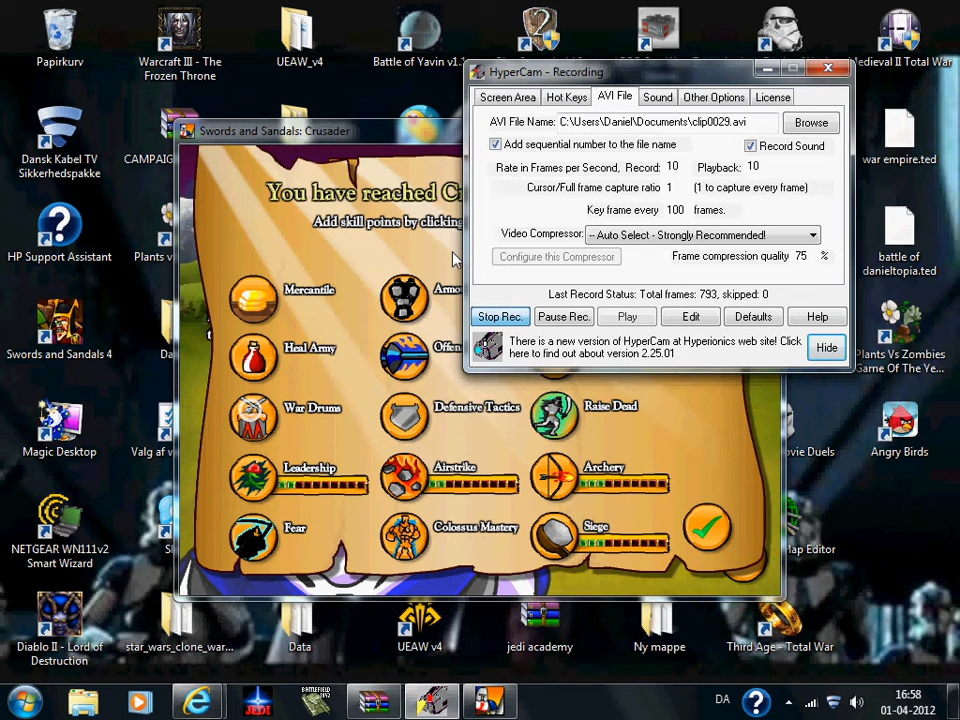 Papirkurv
Warcraft III - The
Frozen Throne
UEAW_v4
Battle of Yavin v1.
Medieval II Total War
HyperCam - Recording
Screen Area
Hot Keys
AVI File
Sound
Other Options
License
AVI File Name: C:\Users\Daniel\Documents\clip0029.avi
Browse
Add sequential number to the file name
Record Sound
Rate in Frames per Second, Record: 10 Playback: 10
Cursor/Full frame capture ratio 1 (1 to capture every frame)
Key frame every 100 frames.
Video Compressor: -- Auto Select - Strongly Recommended!
Configure this Compressor
Frame compression quality 75 %
Last Record Status: Total frames: 793, skipped: 0
Stop Rec.
Pause Rec.
Play
Edit
Defaults
Help
There is a new version of HyperCam at Hyperionics web site! Click
here to find out about version 2.25.01
Hide
Dansk Kabel TV
Sikkerhedspakke
CAMPAIG
Swords and Sandals: Crusader
You have reached C
Add skill points by clicking
Mercantile
Armo
Heal Army
Offen
War Drums
Defensive Tactics
Raise Dead
Leadership
Airstrike
Archery
Fear
Colossus Mastery
Siege
war empire.ted
HP Support Assistant
Plants v
battle of
danieltopia.ted
Swords and Sandals 4
Plants Vs Zombies
Game Of The Ye...
Magic Desktop
Valg af v
ovie Duels
Angry Birds
NETGEAR WN111v2
Smart Wizard
Map Editor
Diablo II - Lord of
Destruction
star_wars_clone_war...
Data
UEAW v4
jedi academy
Ny mappe
Third Age - Total War
JEDI
BATTLEFIELD
DA
16:58
01-04-2012